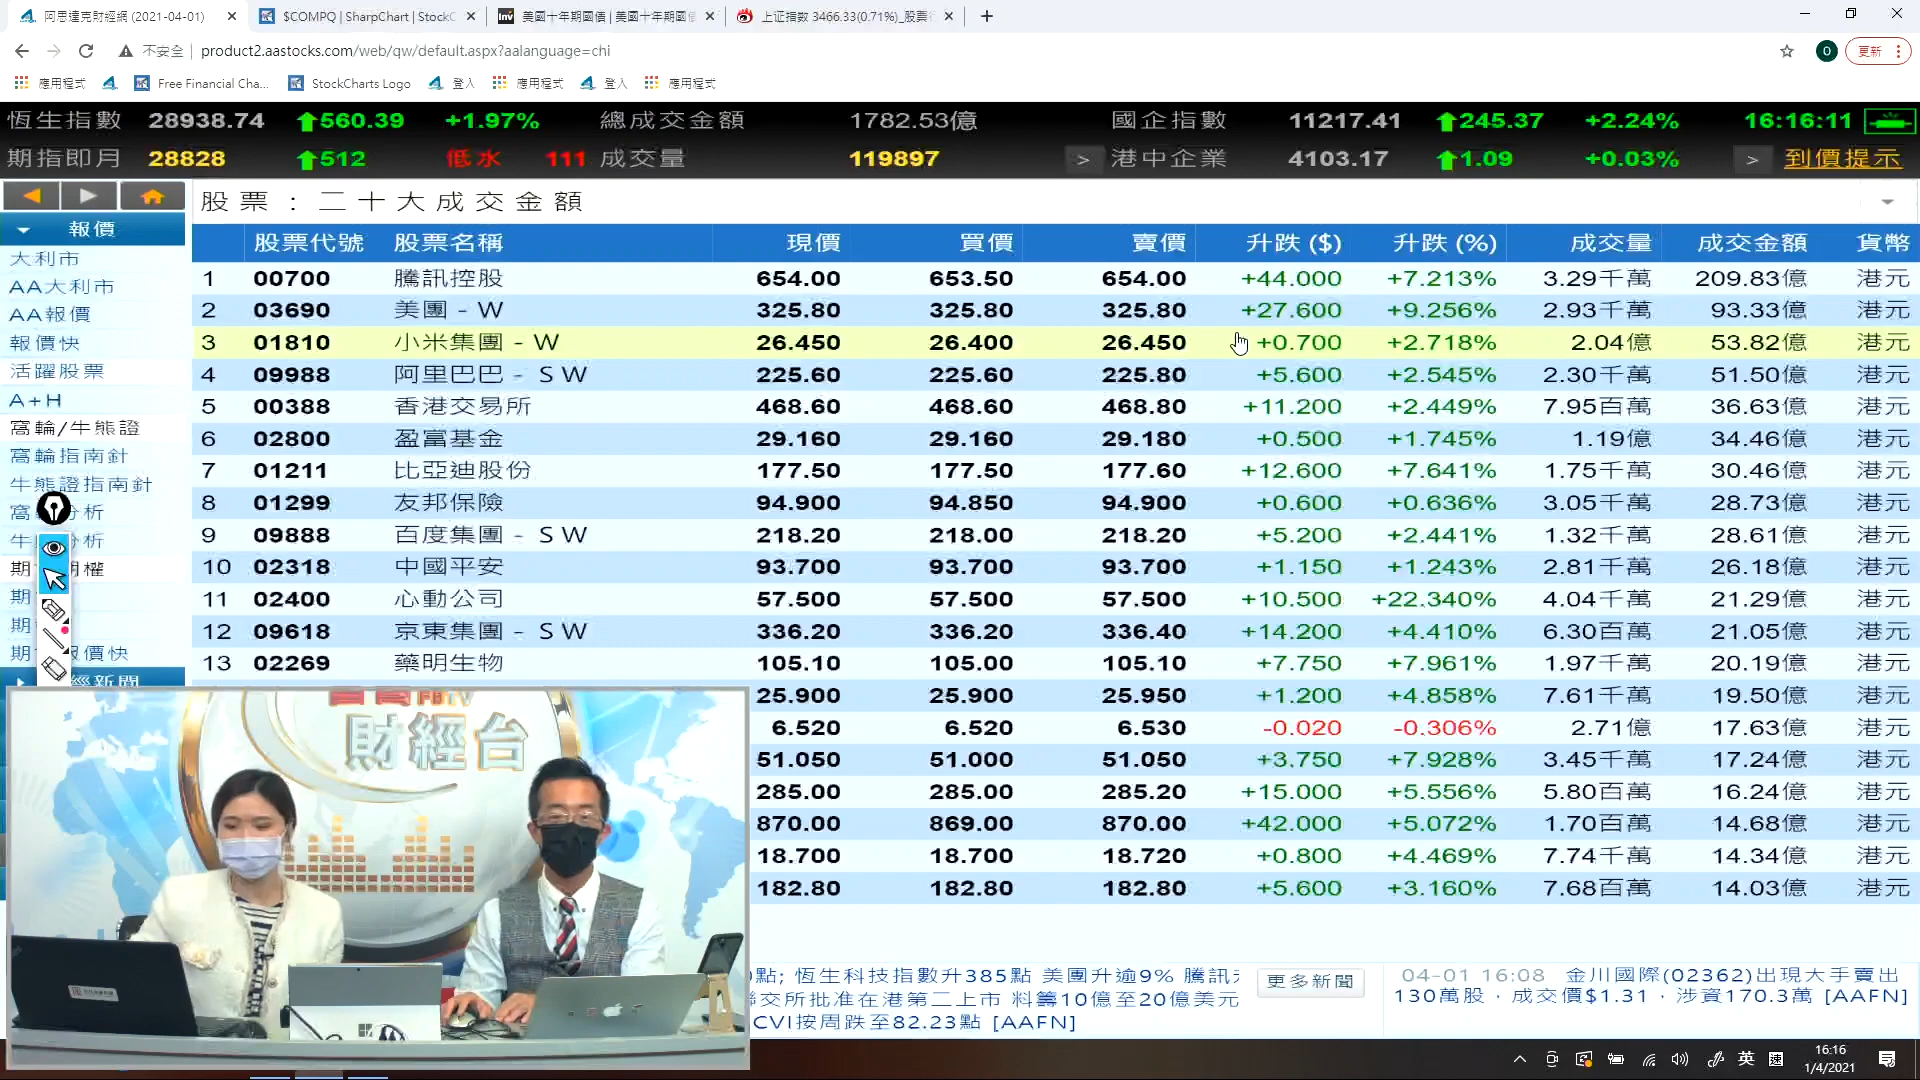 阿思達克財經網 (2021-04-01)
$COMPQ | SharpChart | StockC
美國十年期國債 | 美國十年期國債
上证指数 3466.33(0.71%)_股票
不安全 | product2.aastocks.com/web/qw/default.aspx?aalanguage=chi
更新
應用程式 Free Financial Cha... StockCharts Logo 登入 應用程式 登入 應用程式
恆生指數 28938.74 560.39 +1.97% 總成交金額 1782.53億 國企指數 11217.41 245.37 +2.24% 16:16:11
期指即月 28828 512 低水 111 成交量 119897 > 港中企業 4103.17 1.09 +0.03% > 到價提示
股票:二十大成交金額
報價
大利市
AA大利市
AA報價
報價快
活躍股票
A+H
窩輪/牛熊證
窩輪指南針
牛熊證指南針
股票代號 股票名稱 現價 買價 賣價 升跌 ($) 升跌 (%) 成交量 成交金額 貨幣
1 00700 騰訊控股 654.00 653.50 654.00 +44.000 +7.213% 3.29千萬 209.83億 港元
2 03690 美團 - W 325.80 325.80 325.80 +27.600 +9.256% 2.93千萬 93.33億 港元
3 01810 小米集團 - W 26.450 26.400 26.450 +0.700 +2.718% 2.04億 53.82億 港元
4 09988 阿里巴巴 - S W 225.60 225.60 225.80 +5.600 +2.545% 2.30千萬 51.50億 港元
5 00388 香港交易所 468.60 468.60 468.80 +11.200 +2.449% 7.95百萬 36.63億 港元
6 02800 盈富基金 29.160 29.160 29.180 +0.500 +1.745% 1.19億 34.46億 港元
7 01211 比亞迪股份 177.50 177.50 177.60 +12.600 +7.641% 1.75千萬 30.46億 港元
8 01299 友邦保險 94.900 94.850 94.900 +0.600 +0.636% 3.05千萬 28.73億 港元
9 09888 百度集團 - S W 218.20 218.00 218.20 +5.200 +2.441% 1.32千萬 28.61億 港元
10 02318 中國平安 93.700 93.700 93.700 +1.150 +1.243% 2.81千萬 26.18億 港元
11 02400 心動公司 57.500 57.500 57.500 +10.500 +22.340% 4.04千萬 21.29億 港元
12 09618 京東集團 - S W 336.20 336.20 336.40 +14.200 +4.410% 6.30百萬 21.05億 港元
13 02269 藥明生物 105.10 105.00 105.10 +7.750 +7.961% 1.97千萬 20.19億 港元
25.900 25.900 25.950 +1.200 +4.858% 7.61千萬 19.50億 港元
6.520 6.520 6.530 -0.020 -0.306% 2.71億 17.63億 港元
51.050 51.000 51.050 +3.750 +7.928% 3.45千萬 17.24億 港元
285.00 285.00 285.20 +15.000 +5.556% 5.80百萬 16.24億 港元
870.00 869.00 870.00 +42.000 +5.072% 1.70百萬 14.68億 港元
18.700 18.700 18.720 +0.800 +4.469% 7.74千萬 14.34億 港元
182.80 182.80 182.80 +5.600 +3.160% 7.68百萬 14.03億 港元
財經台
點; 恆生科技指數升385點 美團升逾9% 騰訊
交所批准在港第二上市 料籌10億至20億美元
CVI按周跌至82.23點 [AAFN]
更多新聞
04-01 16:08 金川國際(02362)出現大手賣出
130萬股，成交價$1.31，涉資170.3萬 [AAFN]
英
16:16
1/4/2021